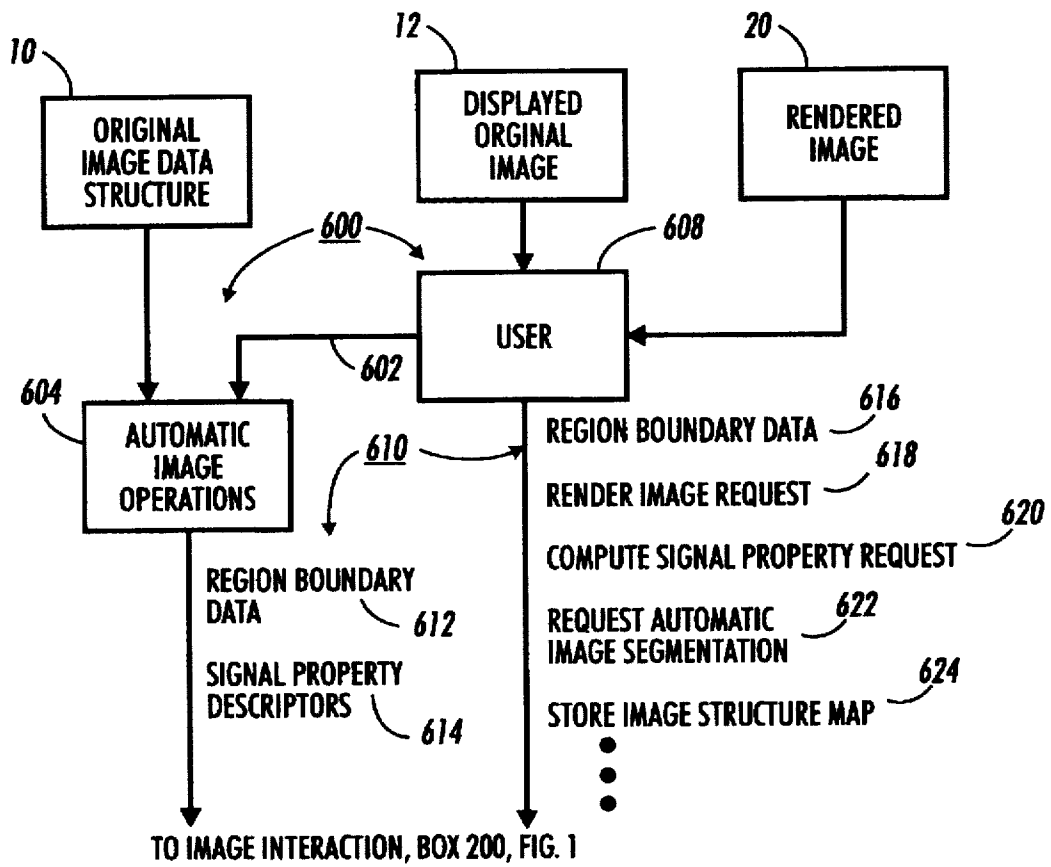 10
12
20
ORIGINAL
IMAGE DATA
STRUCTURE
DISPLAYED
ORGINAL
IMAGE
RENDERED
IMAGE
600
608
USER
602
604
AUTOMATIC
IMAGE
OPERATIONS
610
REGION BOUNDARY DATA
616
RENDER IMAGE REQUEST
618
COMPUTE SIGNAL PROPERTY REQUEST
620
REGION BOUNDARY
DATA
612
REQUEST AUTOMATIC
IMAGE SEGMENTATION
622
SIGNAL PROPERTY
DESCRIPTORS
614
STORE IMAGE STRUCTURE MAP
624
TO IMAGE INTERACTION, BOX 200, FIG. 1